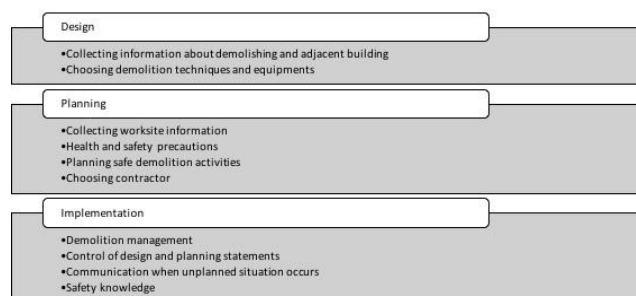 Design
•Collecting information about demolishing and adjacent building
•Choosing demolition techniques and equipments
Planning
•Collecting worksite information
•Health and safety precautions
•Planning safe demolition activities
•Choosing contractor
Implementation
•Demolition management
•Control of design and planning statements
•Communication when unplanned situation occurs
•Safety knowledge